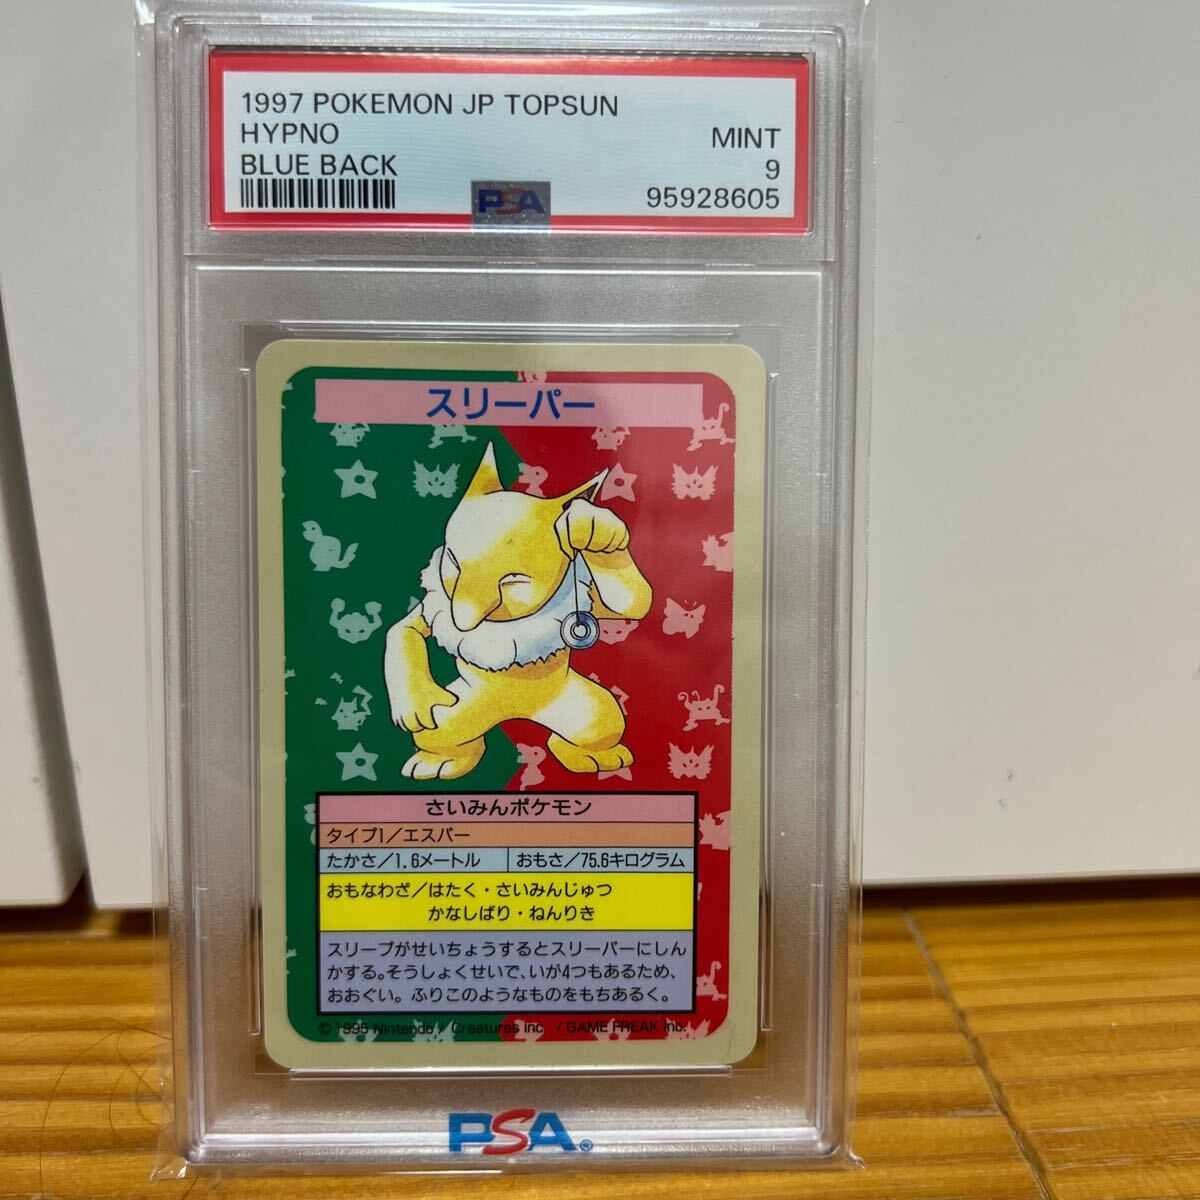 1997 POKEMON JP TOPSUN
HYPNO
MINT
BLUE BACK
9
PSA
95928605
スリーパー
さいみんポケモン
タイプ1/エスパー
たかさ/1.6メートル おもさ/75.6キログラム
おもなわざ/はたく・さいみんじゅつ
かなしばり・ねんりき
スリープがせいちょうするとスリーパーにしん
かする。そうしょくせいで、いが4つもあるため、
おおぐい。ふりこのようなものをもちあるく。
©1995 Nintendo / Creatures Inc. / GAME FREAK Inc.
PSA®